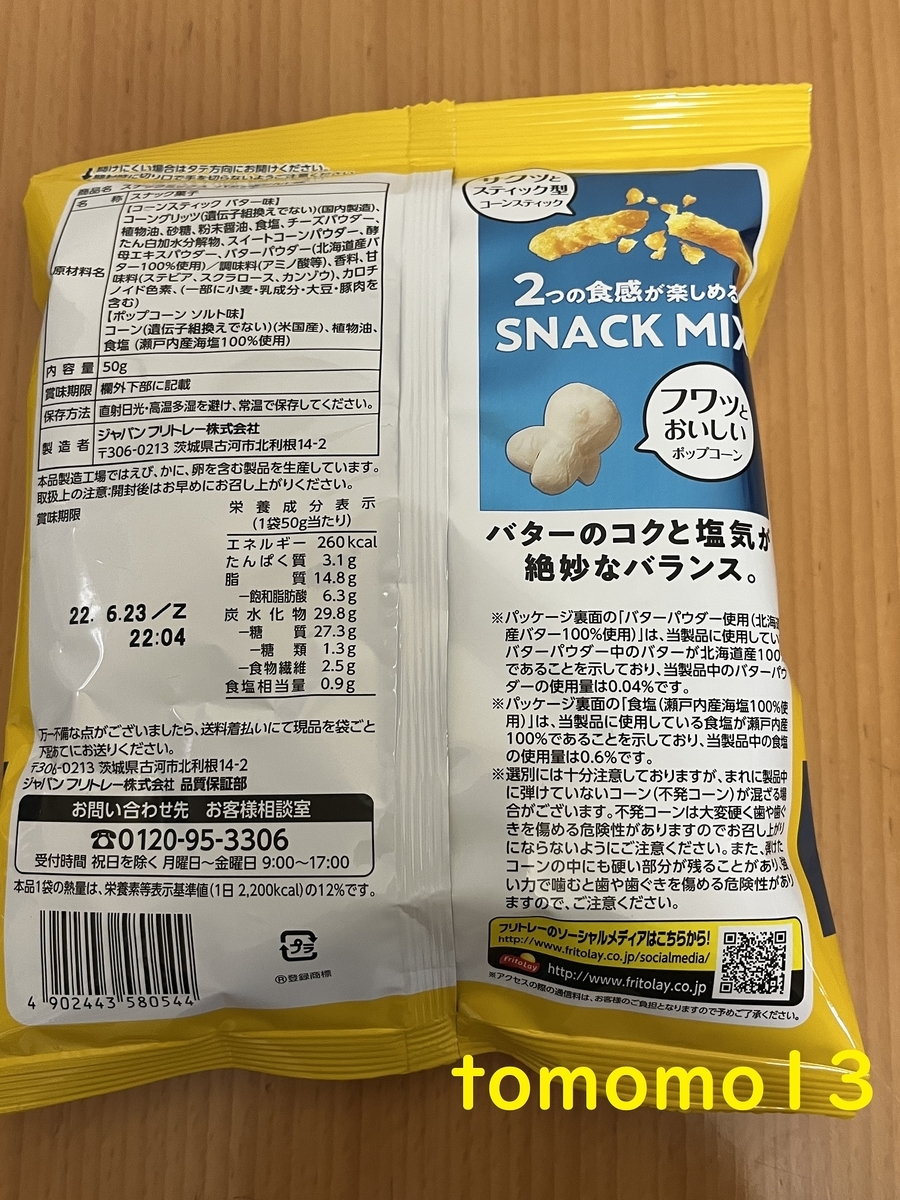 開けにくい場合はタテ方向にお開けください。
商品名
名 称 スナック菓子
原材料名
【コーンスティック バター味】
コーングリッツ(遺伝子組換えでない)(国内製造)、
植物油、砂糖、粉末醤油、食塩、チーズパウダー、
たん白加水分解物、スイートコーンパウダー、酵
母エキスパウダー、バターパウダー(北海道産バ
ター100%使用)／調味料(アミノ酸等)、香料、甘
味料(ステビア、スクラロース、カンゾウ)、カロチ
ノイド色素、(一部に小麦・乳成分・大豆・豚肉を
含む)
【ポップコーン ソルト味】
コーン(遺伝子組換えでない)(米国産)、植物油、
食塩 (瀬戸内産海塩100%使用)
内容量 50g
賞味期限 欄外下部に記載
保存方法 直射日光・高温多湿を避け、常温で保存してください。
製造者 ジャパンフリトレー株式会社
〒306-0213 茨城県古河市北利根14-2
本品製造工場ではえび、かに、卵を含む製品を生産しています。
取扱上の注意:開封後はお早めにお召し上がりください。
賞味期限
22. 6.23／Z
22:04
栄養成分表示
(1袋50g当たり)
エネルギー 260kcal
たんぱく質 3.1g
脂質 14.8g
−飽和脂肪酸 6.3g
炭水化物 29.8g
−糖質 27.3g
−糖類 1.3g
−食物繊維 2.5g
食塩相当量 0.9g
万一不備な点がございましたら、送料着払いにて現品を袋ごと
下記あてにお送りください。
〒306-0213 茨城県古河市北利根14-2
ジャパンフリトレー株式会社 品質保証部
お問い合わせ先 お客様相談室
☎0120-95-3306
受付時間 祝日を除く 月曜日〜金曜日 9:00〜17:00
本品1袋の熱量は、栄養素等表示基準値(1日 2,200kcal)の12%です。
4 902443 580544
プラ
®登録商標
サクッと
スティック型
コーンスティック
2つの食感が楽しめる
SNACK MIX
フワッと
おいしい
ポップコーン
バターのコクと塩気が
絶妙なバランス。
※パッケージ裏面の「バターパウダー使用(北海道
産バター100%使用)」は、当製品に使用してい
バターパウダー中のバターが北海道産100
であることを示しており、当製品中のバターパウ
ダーの使用量は0.04%です。
※パッケージ裏面の「食塩(瀬戸内産海塩100%使
用)」は、当製品に使用している食塩が瀬戸内産
100%であることを示しており、当製品中の食塩
の使用量は0.6%です。
※選別には十分注意しておりますが、まれに製品中
に弾けていないコーン(不発コーン)が混ざる場
合がございます。不発コーンは大変硬く歯や歯ぐ
きを傷める危険性がありますのでお召し上がり
にならないようにご注意ください。また、弾けた
コーンの中にも硬い部分が残ることがあり、強
い力で噛むと歯や歯ぐきを傷める危険性があり
ますので、ご注意ください。
フリトレーのソーシャルメディアはこちらから!
http://www.fritolay.co.jp/socialmedia/
fritolay http://www.fritolay.co.jp
※アクセスの際の通信料は、お客様のご負担となりますので予めご了承ください。
tomomo13